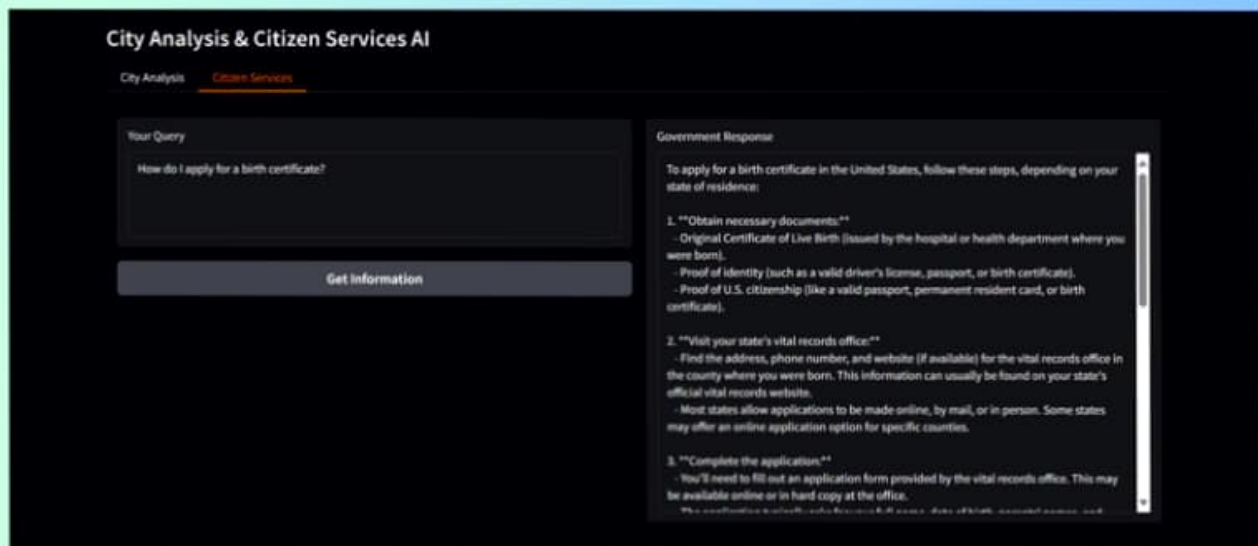 City Analysis & Citizen Services AI
City Analysis
Citizen Services
Your Query
How do I apply for a birth certificate?
Get Information
Government Response
To apply for a birth certificate in the United States, follow these steps, depending on your
state of residence:
1. **Obtain necessary documents:**
- Original Certificate of Live Birth (issued by the hospital or health department where you
were born).
- Proof of identity (such as a valid driver's license, passport, or birth certificate).
- Proof of U.S. citizenship (like a valid passport, permanent resident card, or birth
certificate).
2. **Visit your state's vital records office:**
- Find the address, phone number, and website (if available) for the vital records office in
the county where you were born. This information can usually be found on your state's
official vital records website.
- Most states allow applications to be made online, by mail, or in person. Some states
may offer an online application option for specific counties.
3. **Complete the application:**
- You'll need to fill out an application form provided by the vital records office. This may
be available online or in hard copy at the office.